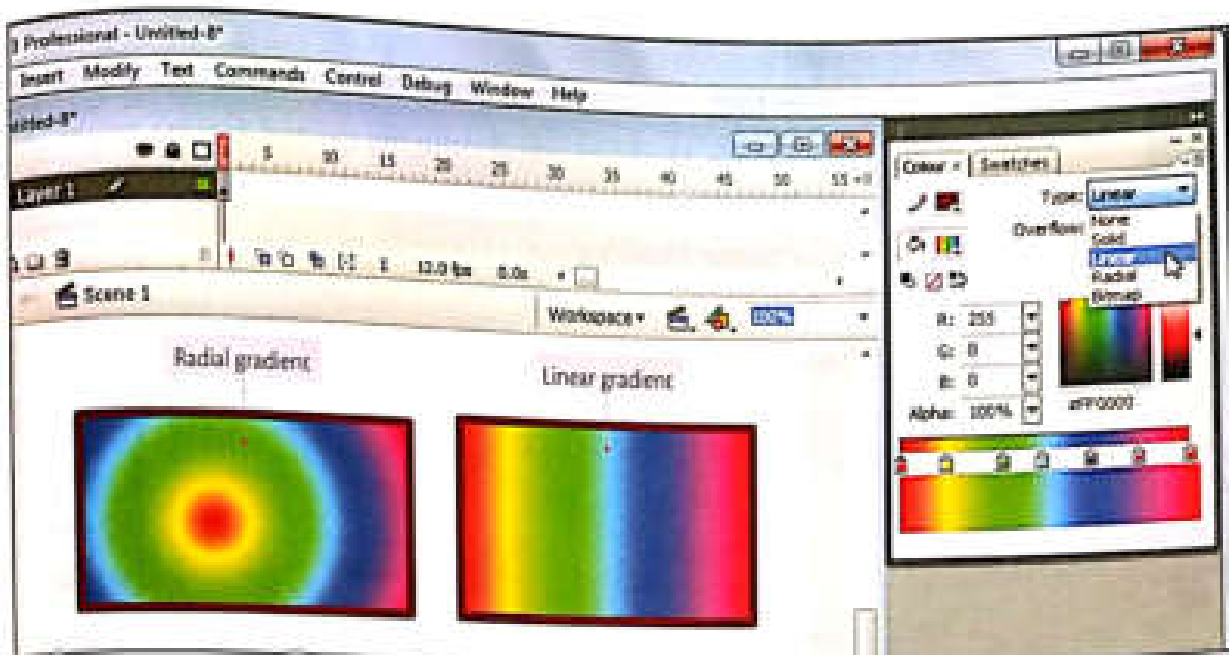 Professional - Untitled-8*
Insert Modify Text Commands Control Debug Window Help
Layer 1
5 10 15 20 25 30 35 40 45 50 55
1 12.0 fps 0.0s
Scene 1
Workspace 100%
Radial gradient
Linear gradient
Colour × Swatches
Type: Linear
Overflow:
None
Solid
Linear
Radial
Bitmap
R: 255
G: 0
B: 0
Alpha: 100%
#FF0000